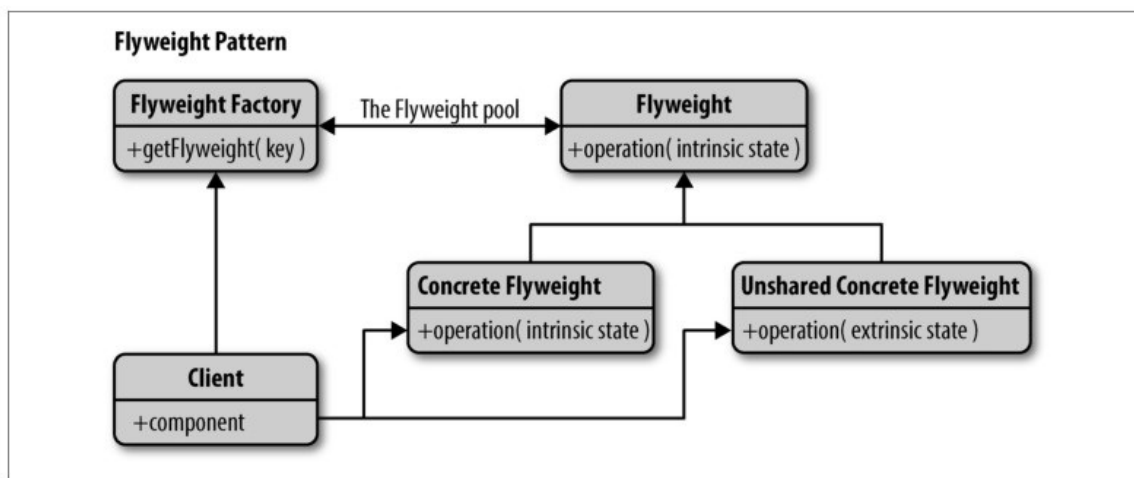 Flyweight Pattern
Flyweight Factory
+getFlyweight( key )
The Flyweight pool
Flyweight
+operation( intrinsic state )
Concrete Flyweight
+operation( intrinsic state )
Unshared Concrete Flyweight
+operation( extrinsic state )
Client
+component